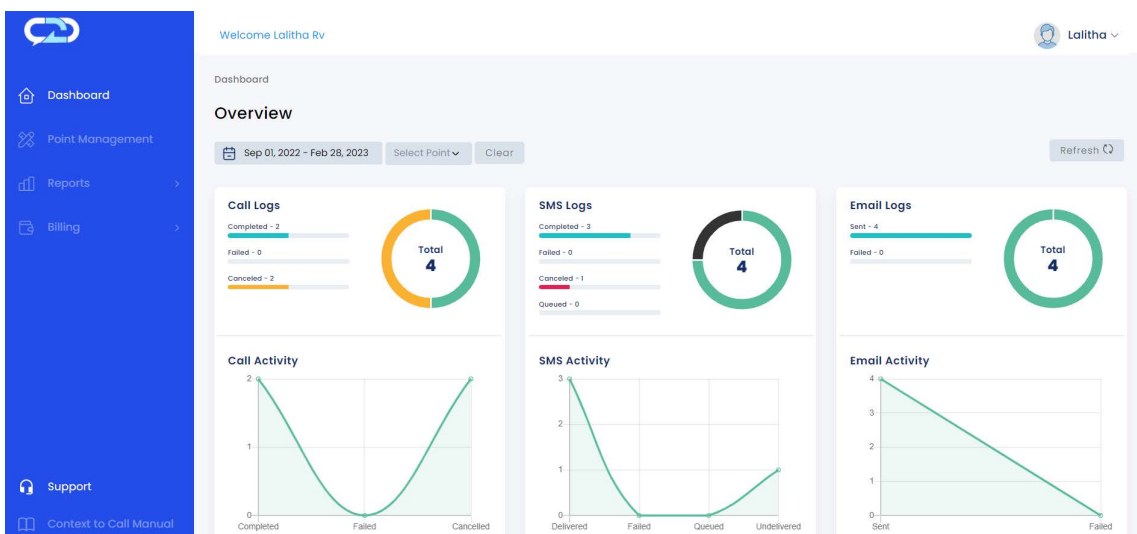 Welcome Lalitha Rv
Lalitha
Dashboard
Point Management
Reports
Billing
Support
Context to Call Manual
Dashboard
Overview
Sep 01, 2022 - Feb 28, 2023
Select Point
Clear
Refresh
Call Logs
Completed - 2
Failed - 0
Canceled - 2
Total
4
SMS Logs
Completed - 3
Failed - 0
Canceled - 1
Queued - 0
Total
4
Email Logs
Sent - 4
Failed - 0
Total
4
Call Activity
2
1
0
Completed Failed Cancelled
SMS Activity
3
2
1
0
Delivered Failed Queued Undelivered
Email Activity
4
3
2
1
0
Sent Failed